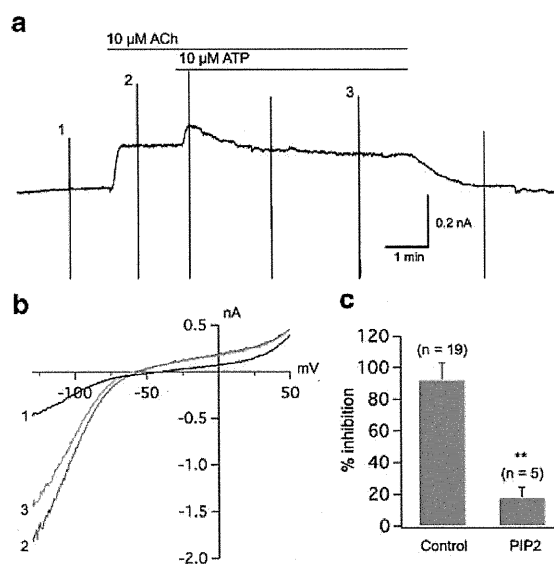 a
10 µM ACh
10 µM ATP
2
3
1
0.2 nA
1 min
b
nA
0.5
mV
-100
-50
50
1
-0.5
-1.0
3
-1.5
2
-2.0
c
120
(n = 19)
100
80
% inhibition
60
**
(n = 5)
40
20
0
Control
PIP2